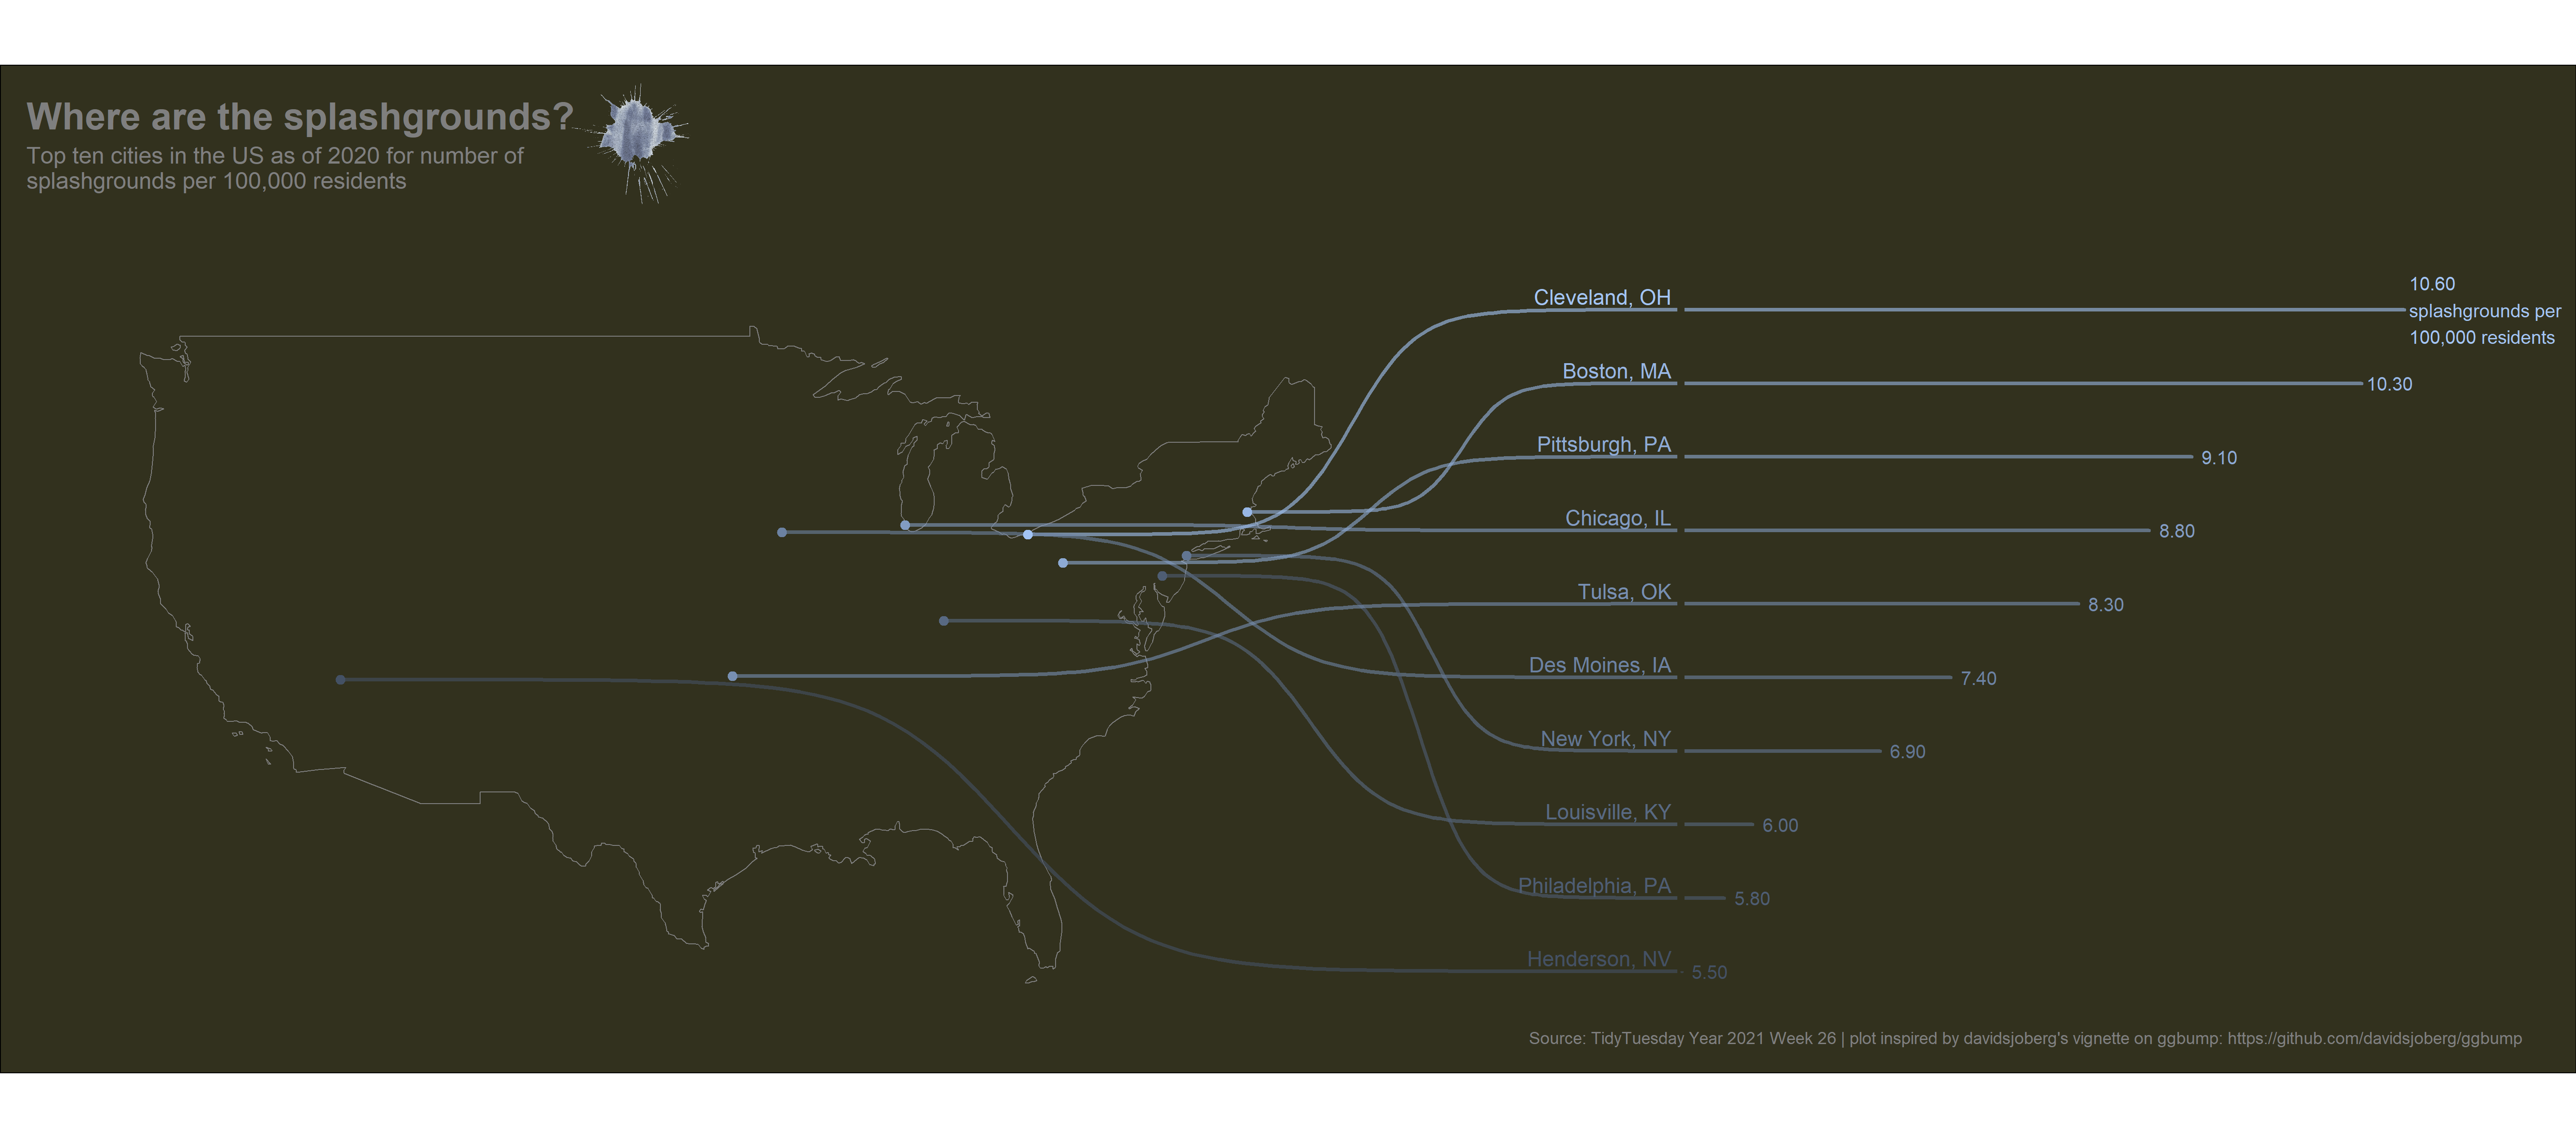 Where are the splashgrounds?
Top ten cities in the US as of 2020 for number of
splashgrounds per 100,000 residents
Cleveland, OH
10.60
splashgrounds per
100,000 residents
Boston, MA
10.30
Pittsburgh, PA
9.10
Chicago, IL
8.80
Tulsa, OK
8.30
Des Moines, IA
7.40
New York, NY
6.90
Louisville, KY
6.00
Philadelphia, PA
5.80
Henderson, NV
5.50
Source: TidyTuesday Year 2021 Week 26 | plot inspired by davidsjoberg's vignette on ggbump: https://github.com/davidsjoberg/ggbump